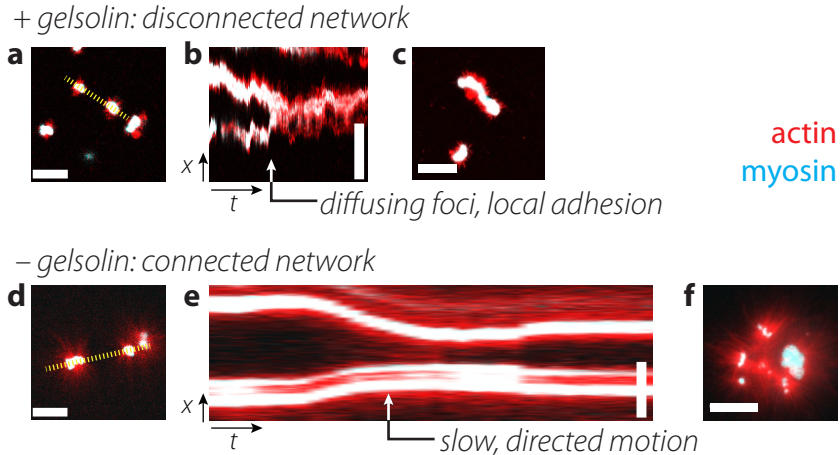 + gelsolin: disconnected network
a
b
c
x
t
diffusing foci, local adhesion
actin
myosin
– gelsolin: connected network
d
e
f
x
t
slow, directed motion